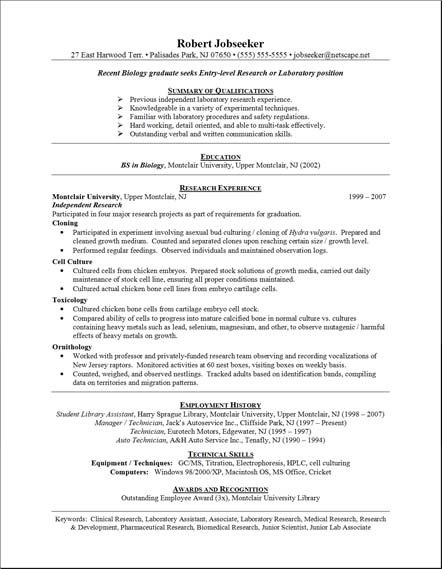 Robert Jobseeker
27 East Harwood Terr. • Palisades Park, NJ 07650 • (555) 555-5555 • jobseeker@netscape.net
Recent Biology graduate seeks Entry-level Research or Laboratory position
SUMMARY OF QUALIFICATIONS
➢ Previous independent laboratory research experience.
➢ Knowledgeable in a variety of experimental techniques.
➢ Familiar with laboratory procedures and safety regulations.
➢ Hard working, detail oriented, and able to multi-task effectively.
➢ Outstanding verbal and written communication skills.
EDUCATION
BS in Biology, Montclair University, Upper Montclair, NJ (2002)
RESEARCH EXPERIENCE
Montclair University, Upper Montclair, NJ 1999 – 2007
Independent Research
Participated in four major research projects as part of requirements for graduation.
Cloning
• Participated in experiment involving asexual bud culturing / cloning of Hydra vulgaris. Prepared and
cleaned growth medium. Counted and separated clones upon reaching certain size / growth level.
• Performed regular feedings. Observed individuals and maintained observation logs.
Cell Culture
• Cultured cells from chicken embryos. Prepared stock solutions of growth media, carried out daily
maintenance of stock cell line, ensuring aseptic conditions.
• Cultured actual chicken bone cell lines from embryo cartilage cells.
Toxicology
• Cultured chicken bone cells from cartilage embryo cell stock.
• Compared ability of cells to progress into mature calcified bone in normal culture vs. cultures
containing heavy metals such as lead, selenium, magnesium, and other, to observe mutagenic / harmful
effects of heavy metals on growth.
Ornithology
• Worked with professor and privately-funded research team observing and recording vocalizations of
New Jersey raptors. Monitored activities at 60 nest boxes, visiting boxes on weekly basis.
• Counted, weighed, and observed nestlings. Tracked adults based on identification bands, compiling
data on territories and migration patterns.
EMPLOYMENT HISTORY
Student Library Assistant, Harry Sprague Library, Montclair University, Upper Montclair, NJ (1998 – 2007)
Manager / Technician, Jack's Autoservice Inc., Cliffside Park, NJ (1997 – Present)
Technician, Eurotech Motors, Edgewater, NJ (1995 – 1997)
Auto Technician, A&H Auto Service Inc., Tenafly, NJ (1990 – 1994)
TECHNICAL SKILLS
Equipment / Techniques: GC/MS, Titration, Electrophoresis, HPLC, cell culturing
Computers: Windows 98/2000/XP, Macintosh OS, MS Office, Cricket
AWARDS AND RECOGNITION
Outstanding Employee Award (3x), Montclair University Library
Keywords: Clinical Research, Laboratory Assistant, Associate, Laboratory Research, Medical Research, Research
& Development, Pharmaceutical Research, Biomedical Research, Junior Scientist, Junior Lab Associate